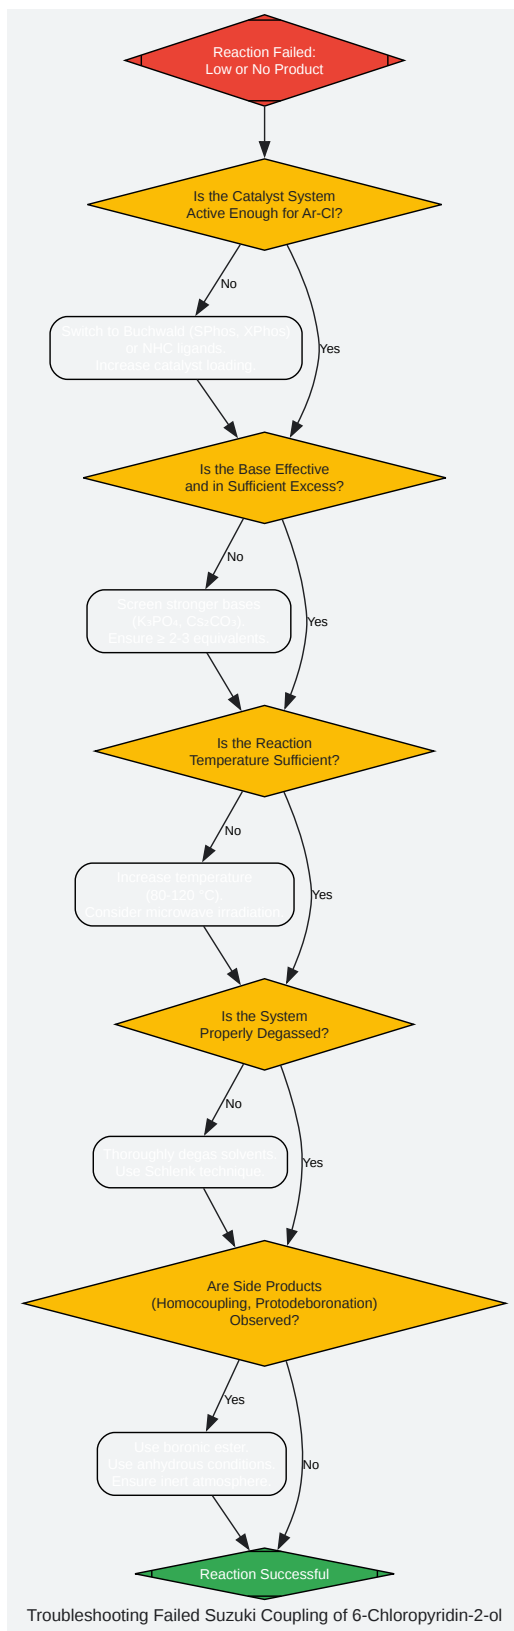 Reaction Failed:
Low or No Product
Is the Catalyst System
Active Enough for Ar-Cl?
No
Yes
Switch to Buchwald (SPhos, XPhos)
or NHC ligands.
Increase catalyst loading.
Is the Base Effective
and in Sufficient Excess?
No
Yes
Screen stronger bases
(K₃PO₄, Cs₂CO₃).
Ensure ≥ 2-3 equivalents.
Is the Reaction
Temperature Sufficient?
No
Yes
Increase temperature
(80-120 °C).
Consider microwave irradiation.
Is the System
Properly Degassed?
No
Yes
Thoroughly degas solvents.
Use Schlenk technique.
Are Side Products
(Homocoupling, Protodeboronation)
Observed?
Yes
No
Use boronic ester.
Use anhydrous conditions.
Ensure inert atmosphere.
Reaction Successful
Troubleshooting Failed Suzuki Coupling of 6-Chloropyridin-2-ol